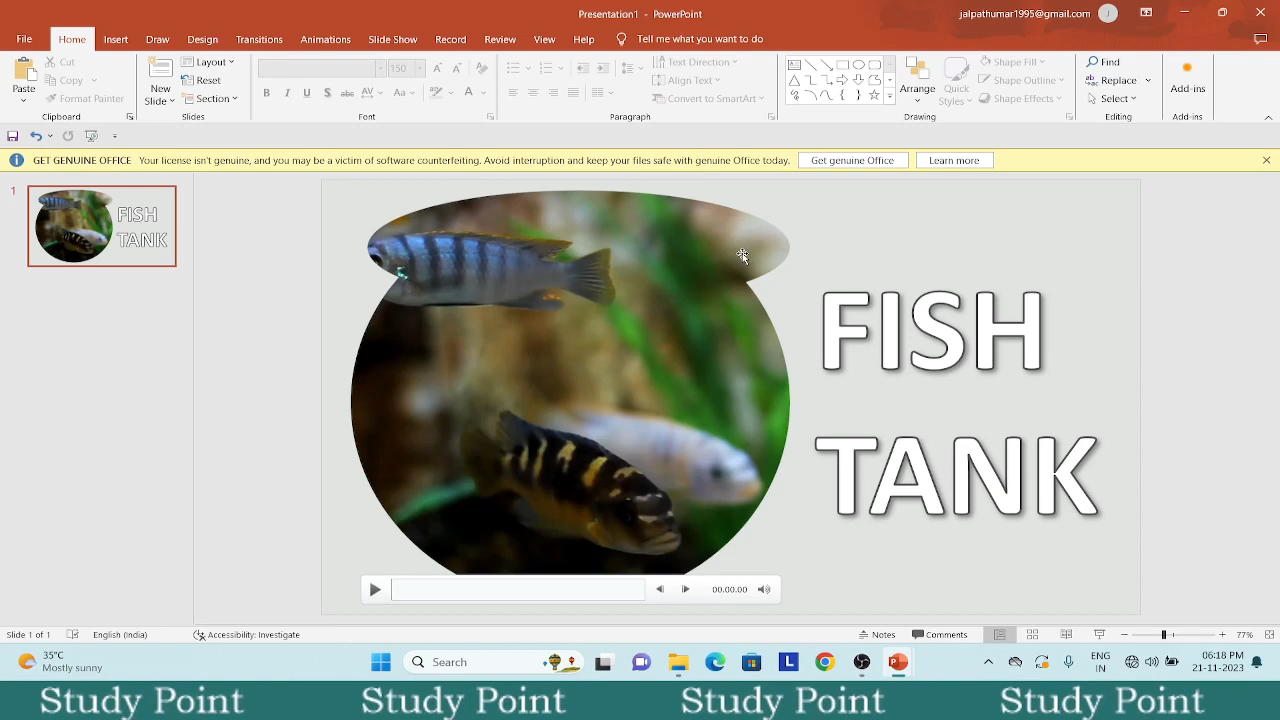 Presentation1 - PowerPoint
jalpathumar1995@gmail.com J
File Home Insert Draw Design Transitions Animations Slide Show Record Review View Help Tell me what you want to do
Paste
Cut
Copy
Format Painter
Clipboard
New Slide
Layout
Reset
Section
Slides
150
B I U S abc AV Aa A
Font
Text Direction
Align Text
Convert to SmartArt
Paragraph
Arrange
Quick Styles
Shape Fill
Shape Outline
Shape Effects
Drawing
Find
Replace
Select
Editing
Add-ins
Add-ins
GET GENUINE OFFICE Your license isn't genuine, and you may be a victim of software counterfeiting. Avoid interruption and keep your files safe with genuine Office today. Get genuine Office Learn more
1
FISH
TANK
FISH
TANK
00:00.00
Slide 1 of 1 English (India) Accessibility: Investigate Notes Comments 77%
35°C
Mostly sunny
Search
L
ENG
IN
06:18 PM
21-11-2023
Study Point Study Point Study Point Study Point